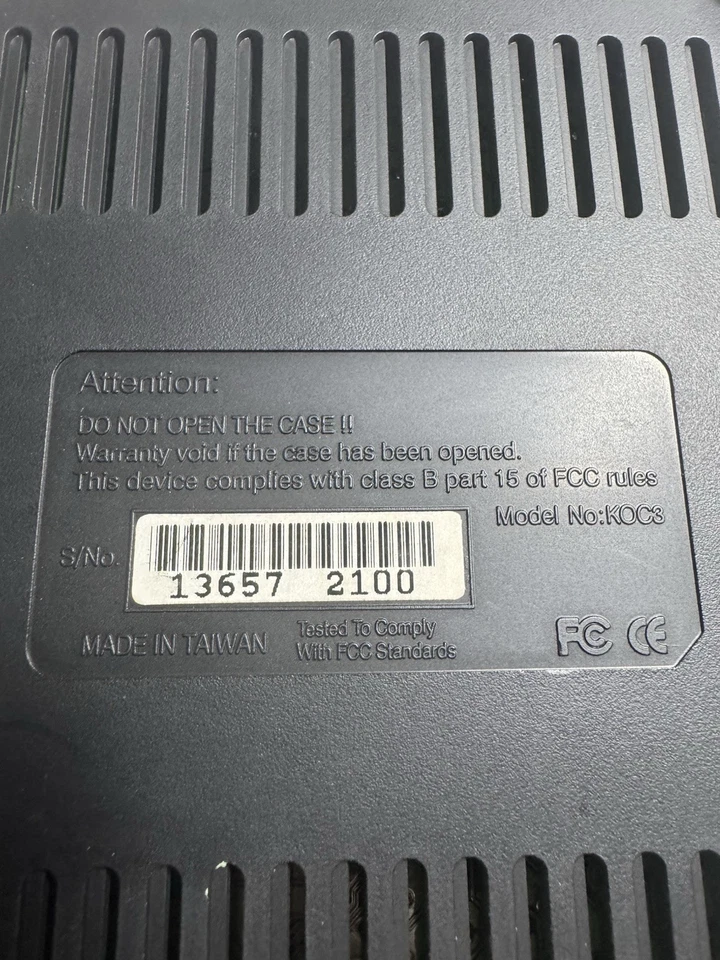 Attention:
DO NOT OPEN THE CASE !!
Warranty void if the case has been opened.
This device complies with class B part 15 of FCC rules
Model No:KOC3
S/No.
13657 2100
MADE IN TAIWAN
Tested To Comply
With FCC Standards
FC CE